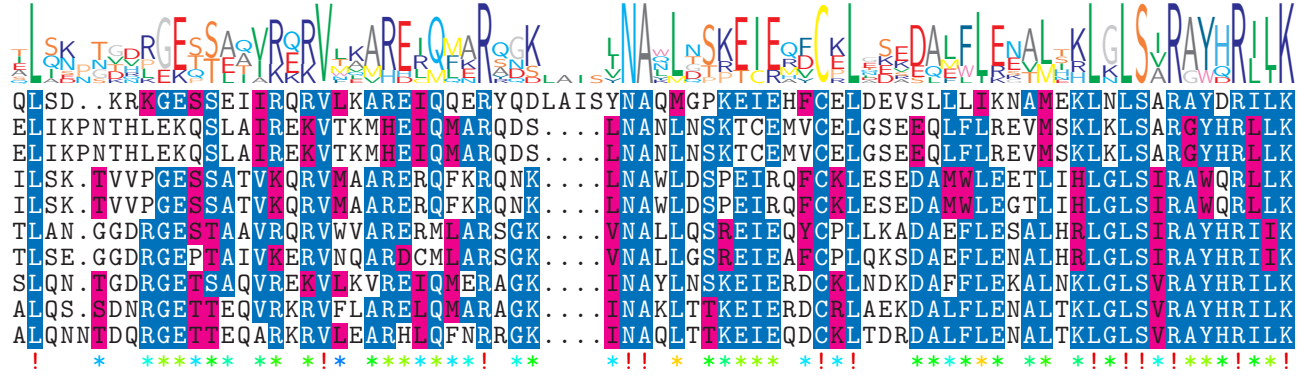 QLSD..KRKGESSEIIRQRVLKAREIQQERYQDLAISYNAQMGPKEIEHFCELDEVSLLLIKNAMEKLNLSARAYDRILK
ELIKPNTHLEKQSLAIREKVTKMHEIQMARQDS....LNANLNSKTCEMVCELGSEEQLFLREVMSKLKLSARGYHRLLK
ELIKPNTHLEKQSLAIREKVTKMHEIQMARQDS....LNANLNSKTCEMVCELGSEEQLFLREVMSKLKLSARGYHRLLK
ILSK.TVVPGESSATVKQRVMAARERQFKRQNK....LNAWLDSPEIRQFCKLESEDAMWLEETLIHLGLSIRAWQRLLK
ILSK.TVVPGESSATVKQRVMAARERQFKRQNK....LNAWLDSPEIRQFCKLESEDAMWLEGTLIHLGLSIRAWQRLLK
TLAN.GGDRGESTAAVRQRVWVARERMLARSGK....VNALLQSREIEQYCPLLKADAEFLESALHRLGLSIRAYHRIIK
TLSE.GGDRGEPTAIVKERVNQARDCMLARSGK....VNALLGSREIEAFCPLQKSDAEFLENALHRLGLSIRAYHRIIK
SLQN.TGDRGETSAQVREKVLKVREIQMERAGK....INAYLNSKEIERDCKLNDKDAFFLEKALNKLGLSVRAYHRILK
ALQS.SDNRGETTEQVRKRVFLARELQMARAGK....INAKLTTKEIERDCRLAEKDALFLENALTKLGLSVRAYHRILK
ALQNNTDQRGETTEQARKRVLEARHLQFNRRGK....INAQLTTKEIEQDCKLTDRDALFLENALTKLGLSVRAYHRILK